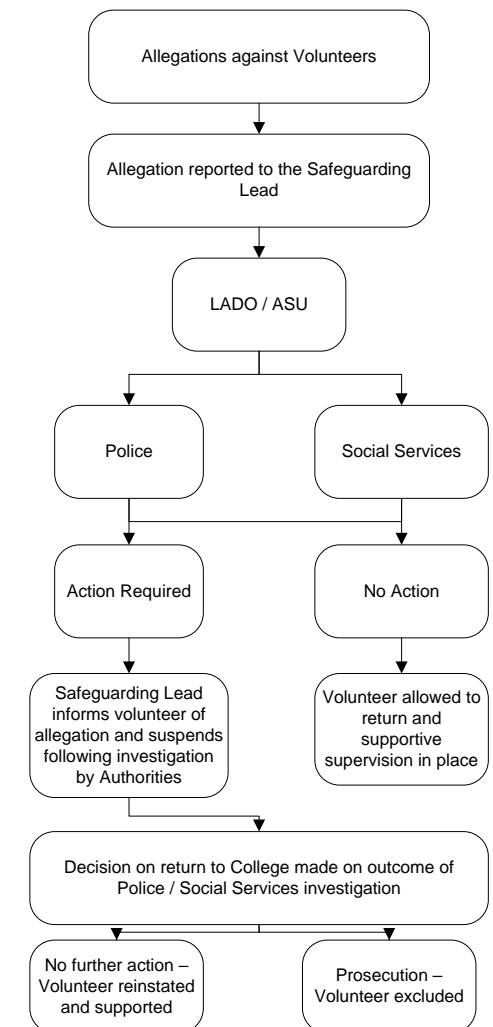 Allegations against Volunteers
Allegation reported to the Safeguarding
Lead
LADO / ASU
Police
Social Services
Action Required
No Action
Safeguarding Lead
informs volunteer of
allegation and suspends
following investigation
by Authorities
Volunteer allowed to
return and
supportive
supervision in place
Decision on return to College made on outcome of
Police / Social Services investigation
No further action –
Volunteer reinstated
and supported
Prosecution –
Volunteer excluded